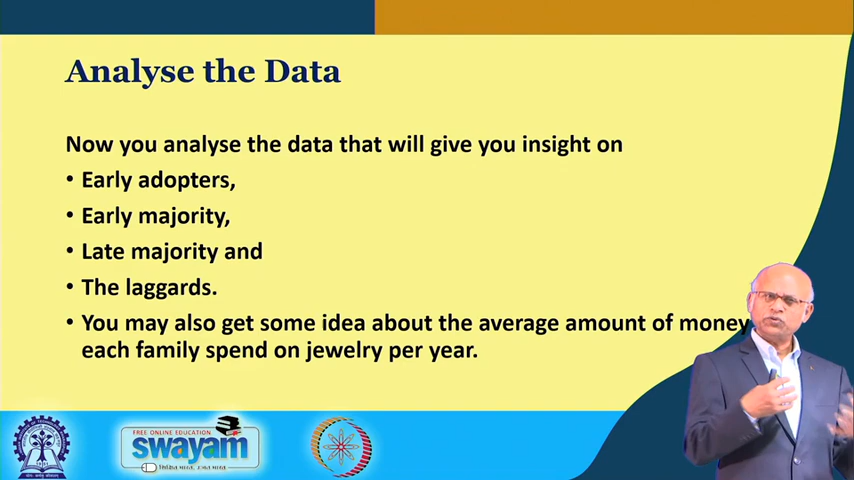 Analyse the Data
Now you analyse the data that will give you insight on
• Early adopters,
• Early majority,
• Late majority and
• The laggards.
• You may also get some idea about the average amount of money
each family spend on jewelry per year.
FREE ONLINE EDUCATION
swayam